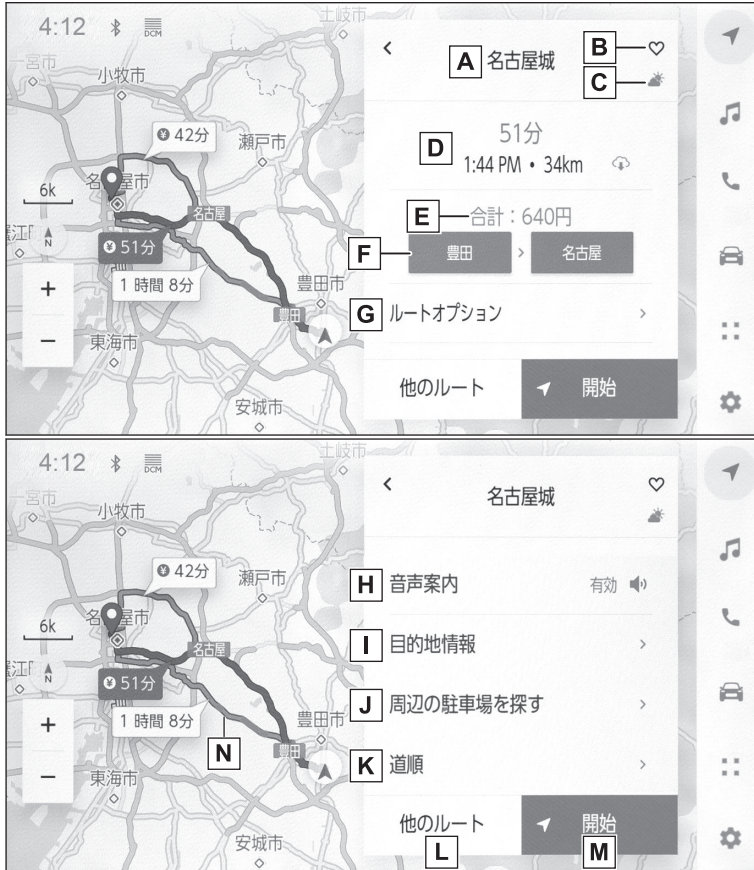 4:12
DCM
土岐市
一宮市
小牧市
¥ 42分
瀬戸市
名古屋市
6k
名古屋
N
¥ 51分
1 時間 8分
豊田市
豊田
+
−
東海市
安城市
A 名古屋城
B
C
D
51分
1:44 PM • 34km
E 合計：640円
F 豊田 > 名古屋
G ルートオプション >
他のルート
開始
4:12
DCM
土岐市
一宮市
小牧市
¥ 42分
瀬戸市
6k
名古屋
N
¥ 51分
1 時間 8分
N
豊田市
豊田
+
−
東海市
安城市
名古屋城
H 音声案内 有効
I 目的地情報 >
J 周辺の駐車場を探す >
K 道順 >
他のルート
開始
L
M